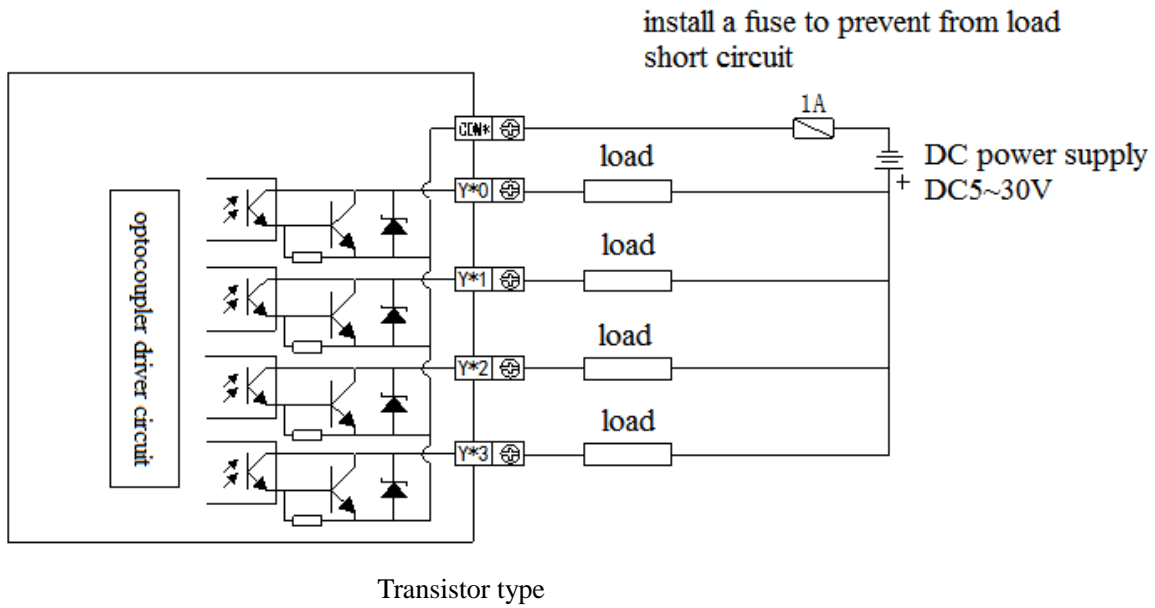 install a fuse to prevent from load
short circuit
1A
COM*
load
DC power supply
DC5~30V
+
Y*0
load
Y*1
optocoupler driver circuit
load
Y*2
load
Y*3
Transistor type